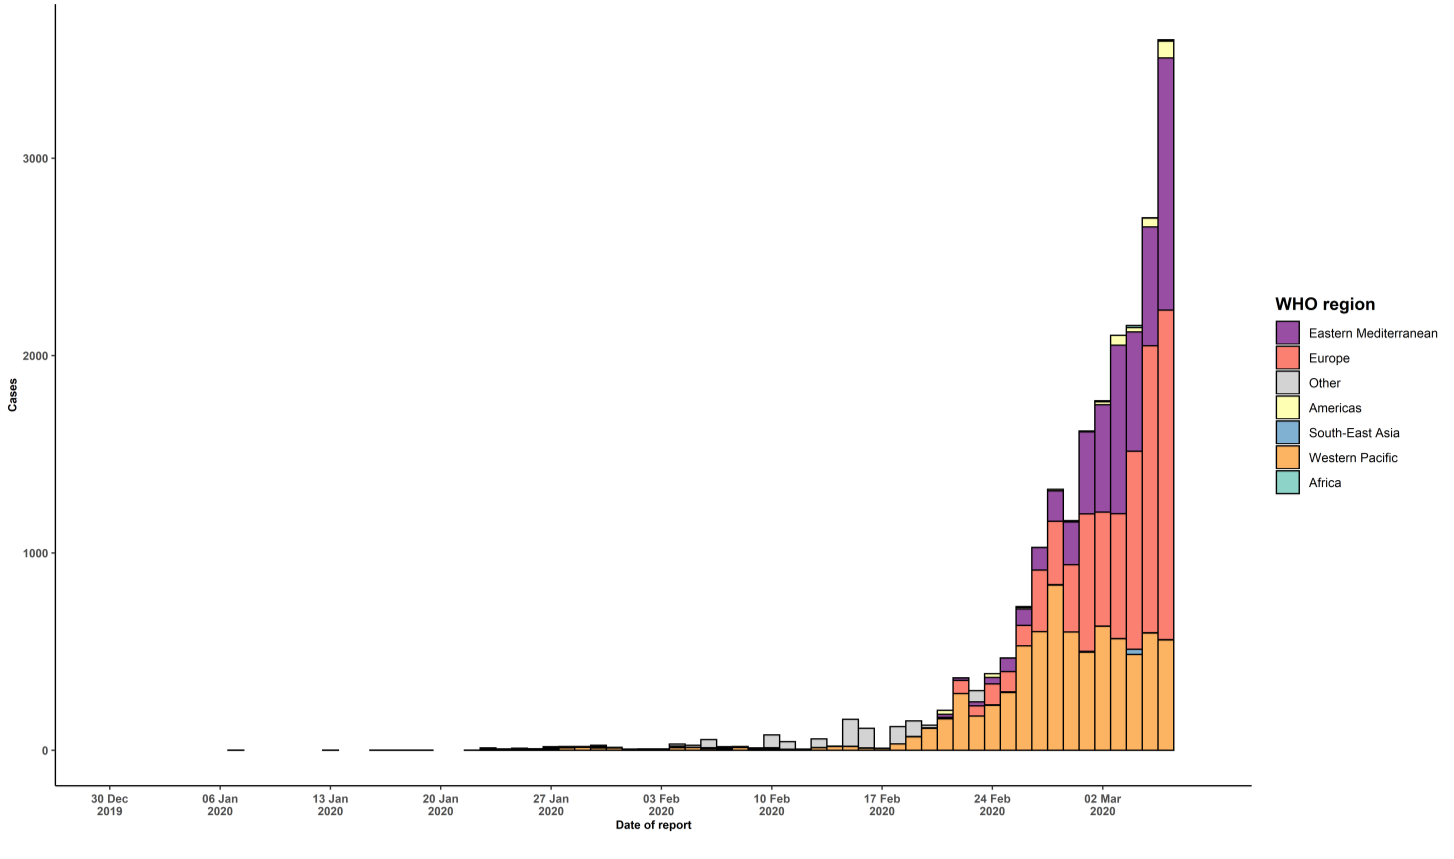 3000
2000
1000
0
Cases
30 Dec
2019
06 Jan
2020
13 Jan
2020
20 Jan
2020
27 Jan
2020
03 Feb
2020
10 Feb
2020
17 Feb
2020
24 Feb
2020
02 Mar
2020
Date of report
WHO region
Eastern Mediterranean
Europe
Other
Americas
South-East Asia
Western Pacific
Africa